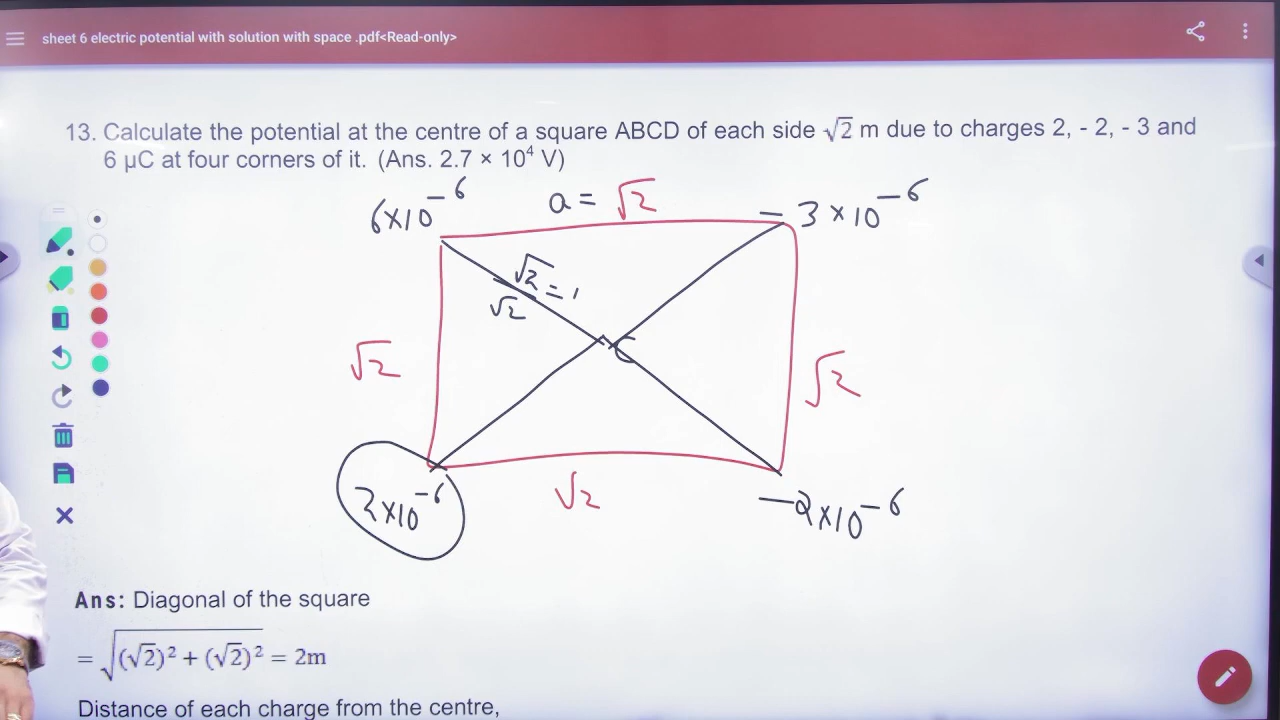 sheet 6 electric potential with solution with space .pdf<Read-only>
13. Calculate the potential at the centre of a square ABCD of each side √2 m due to charges 2, - 2, - 3 and
6 μC at four corners of it. (Ans. 2.7 × 10⁴ V)
6×10⁻⁶
a = √2
- 3 × 10⁻⁶
√2/√2 = 1
C
√2
√2
2×10⁻⁶
√2
-2×10⁻⁶
Ans: Diagonal of the square
= √(√2)² + (√2)² = 2m
Distance of each charge from the centre,